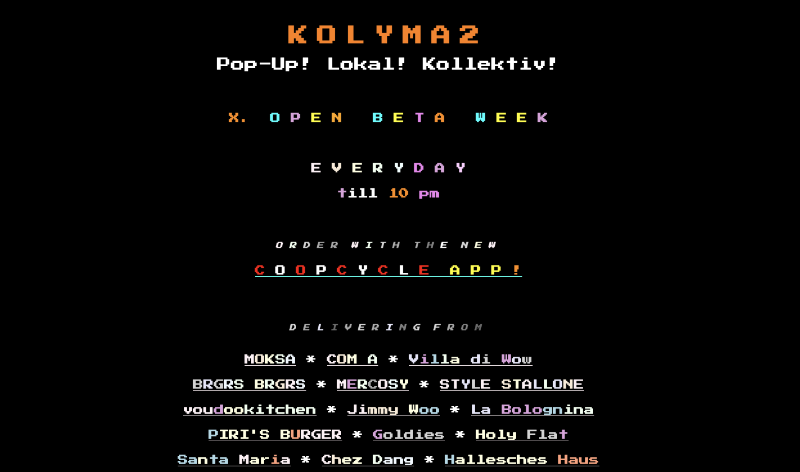 KOLYMA2
Pop-Up! Lokal! Kollektiv!
X. OPEN BETA WEEK
EVERYDAY
till 10 pm
ORDER WITH THE NEW
COOPCYCLE APP!
DELIVERING FROM
MOKSA * COM A * Villa di Wow
BRGRS BRGRS * MERCOSY * STYLE STALLONE
voudookitchen * Jimmy Woo * La Bolognina
PIRI'S BURGER * Goldies * Holy Flat
Santa Maria * Chez Dang * Hallesches Haus